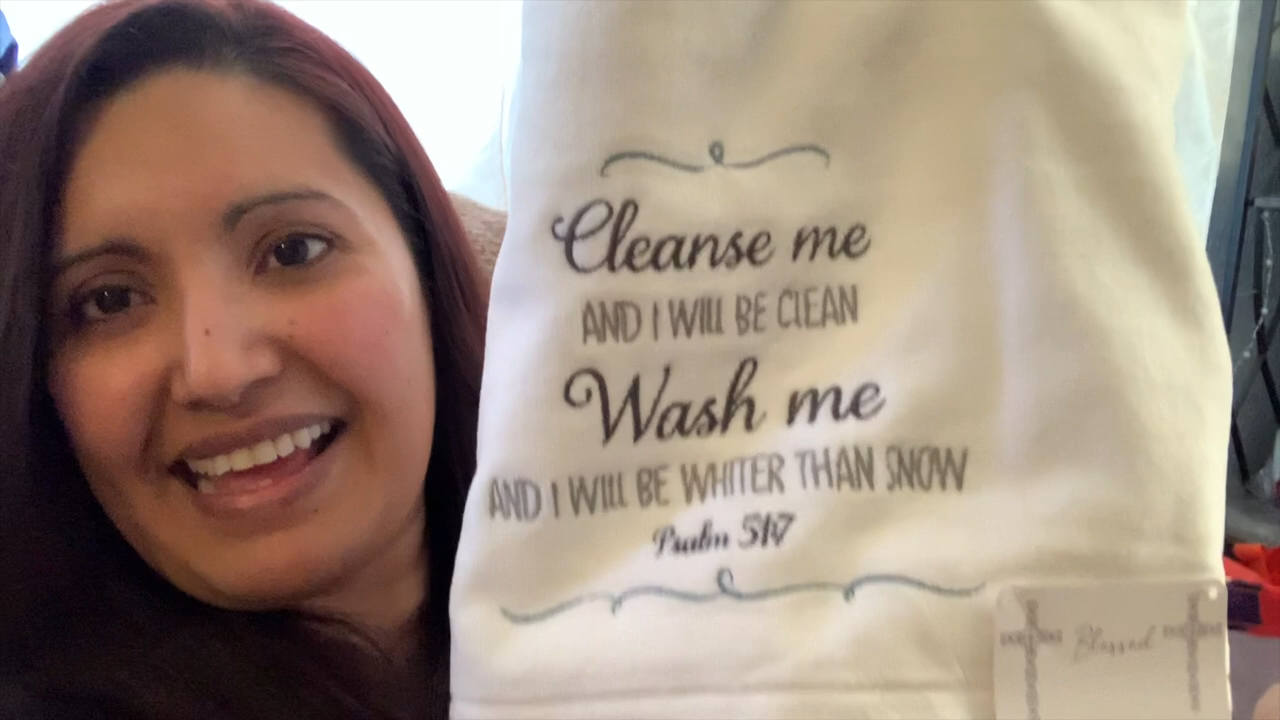 Cleanse me
AND I WILL BE CLEAN
Wash me
AND I WILL BE WHITER THAN SNOW
Psalm 51:7
Blessed